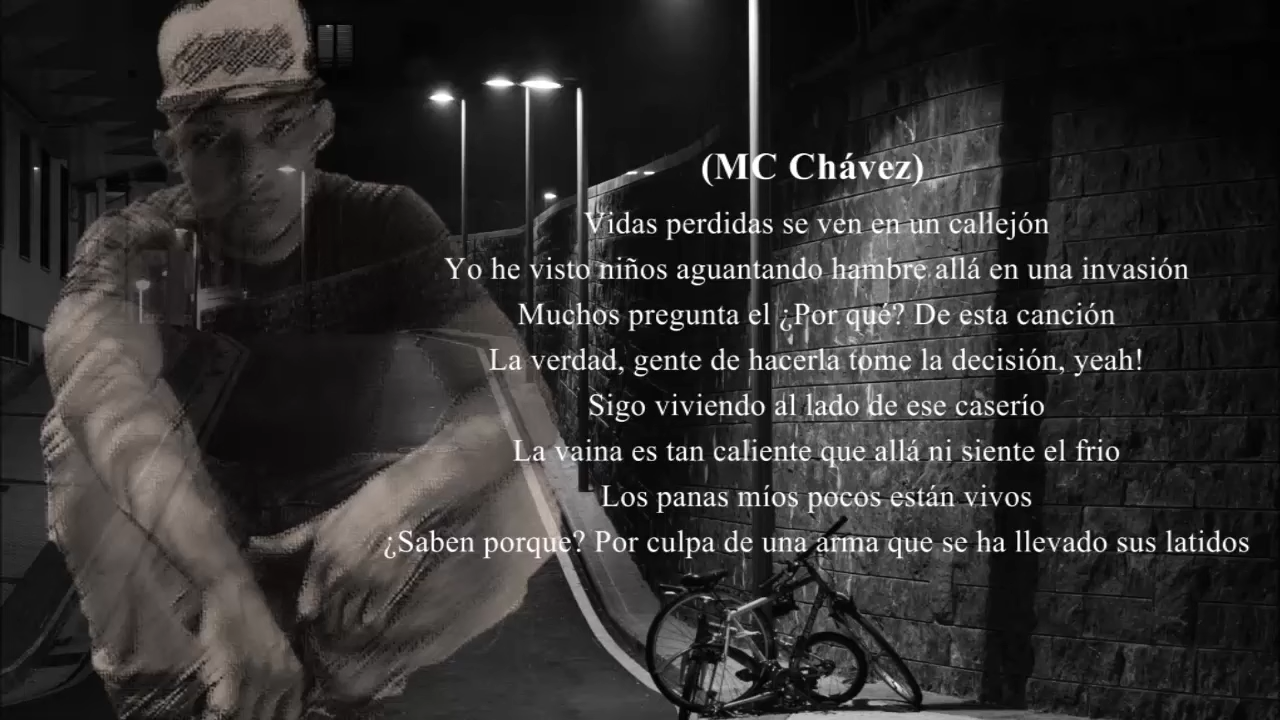 (MC Chávez)
Vidas perdidas se ven en un callejón
Yo he visto niños aguantando hambre allá en una invasión
Muchos pregunta el ¿Por qué? De esta canción
La verdad, gente de hacerla tome la decisión, yeah!
Sigo viviendo al lado de ese caserío
La vaina es tan caliente que allá ni siente el frio
Los panas míos pocos están vivos
¿Saben porque? Por culpa de una arma que se ha llevado sus latidos